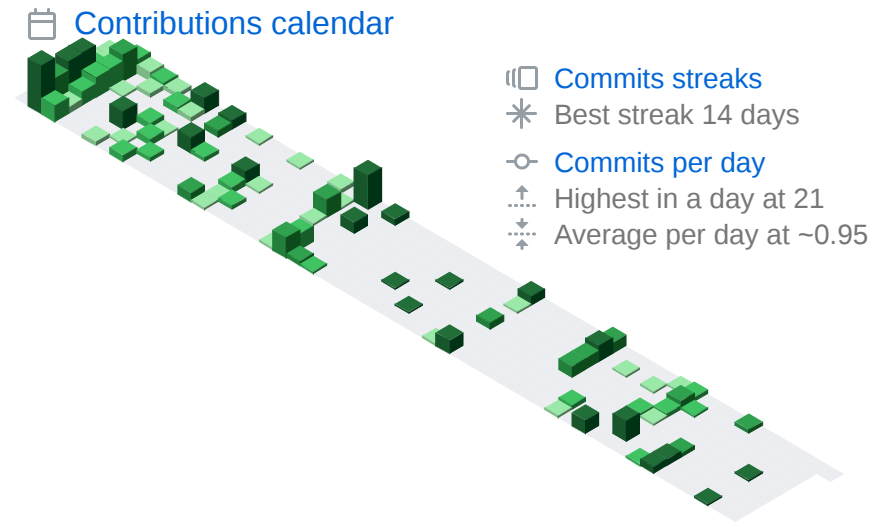 Contributions calendar
Commits streaks
Best streak 14 days
Commits per day
Highest in a day at 21
Average per day at ~0.95